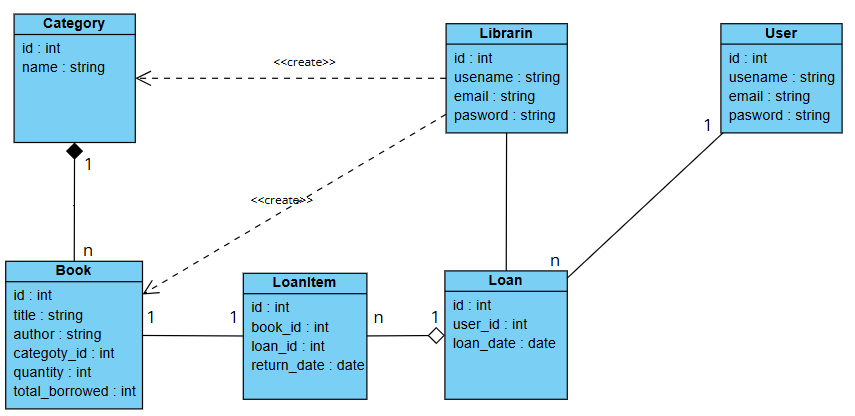 Category
id : int
name : string
<<create>>
Librarin
id : int
usename : string
email : string
pasword : string
User
id : int
usename : string
email : string
pasword : string
1
1
<<create>>
n
n
Book
id : int
title : string
author : string
categoty_id : int
quantity : int
total_borrowed : int
1
1
LoanItem
id : int
book_id : int
loan_id : int
return_date : date
n
1
Loan
id : int
user_id : int
loan_date : date